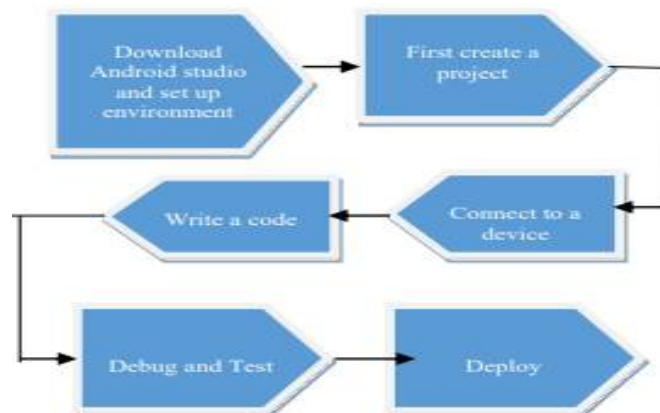 Download
Android studio
and set up
environment
First create a
project
Connect to a
device
Write a code
Debug and Test
Deploy